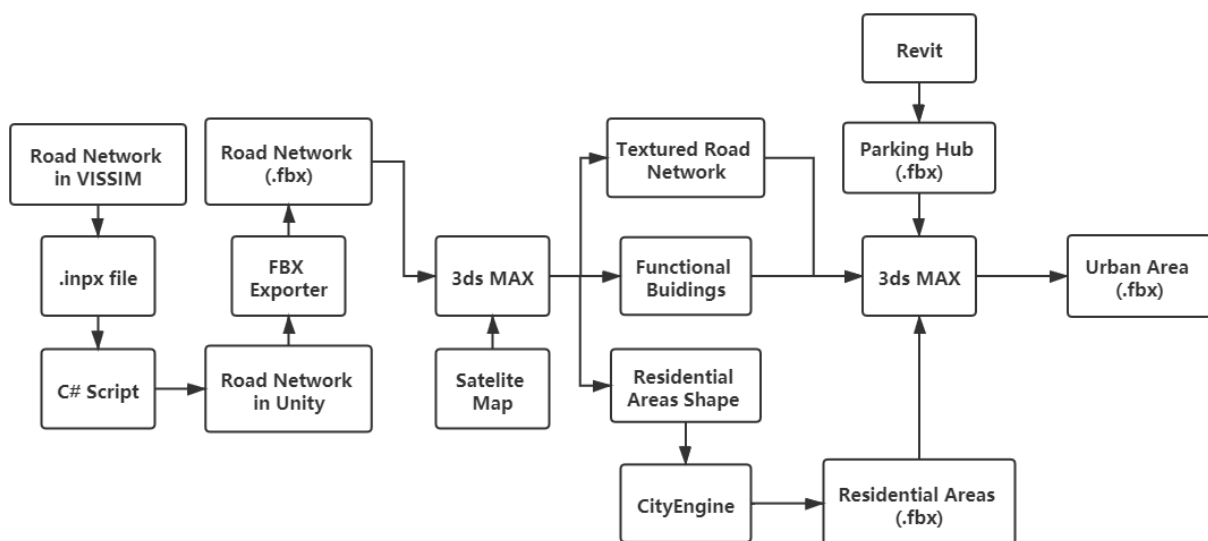 Revit
Road Network
in VISSIM
Road Network
(.fbx)
Textured Road
Network
Parking Hub
(.fbx)
.inpx file
FBX
Exporter
3ds MAX
Functional
Buidings
3ds MAX
Urban Area
(.fbx)
C# Script
Road Network
in Unity
Satelite
Map
Residential
Areas Shape
CityEngine
Residential Areas
(.fbx)